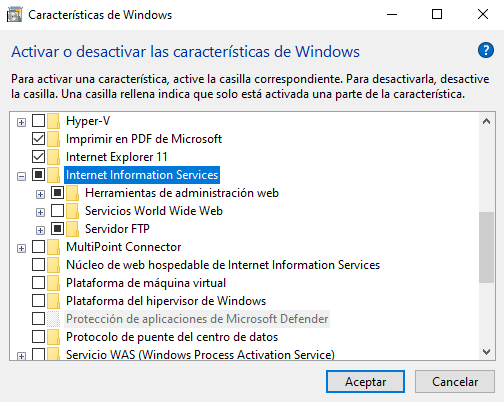 Características de Windows
Activar o desactivar las características de Windows
?
Para activar una característica, active la casilla correspondiente. Para desactivarla, desactive
la casilla. Una casilla rellena indica que solo está activada una parte de la característica.
Hyper-V
Imprimir en PDF de Microsoft
Internet Explorer 11
Internet Information Services
Herramientas de administración web
Servicios World Wide Web
Servidor FTP
MultiPoint Connector
Núcleo de web hospedable de Internet Information Services
Plataforma de máquina virtual
Plataforma del hipervisor de Windows
Protección de aplicaciones de Microsoft Defender
Protocolo de puente del centro de datos
Servicio WAS (Windows Process Activation Service)
Aceptar
Cancelar